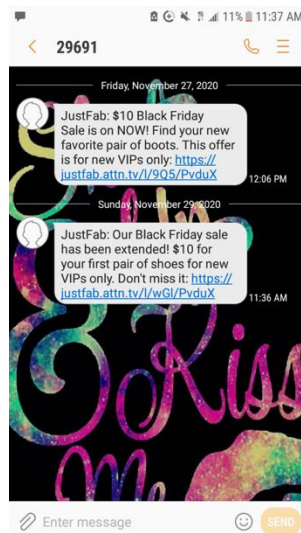 11% 11:37 AM
29691
Friday, November 27, 2020
JustFab: $10 Black Friday
Sale is on NOW! Find your new
favorite pair of boots. This offer
is for new VIPs only: https://
justfab.attn.tv/l/9Q5/PvduX
12:06 PM
Sunday, November 29, 2020
JustFab: Our Black Friday sale
has been extended! $10 for
your first pair of shoes for new
VIPs only. Don't miss it: https://
justfab.attn.tv/l/wGl/PvduX
11:36 AM
&
Kiss
Me
Enter message
SEND